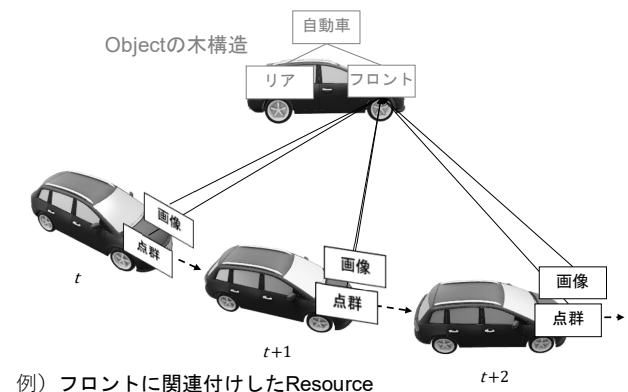 自動車
Objectの木構造
リア
フロント
画像
点群
t
画像
点群
t+1
画像
点群
t+2
例）フロントに関連付けしたResource